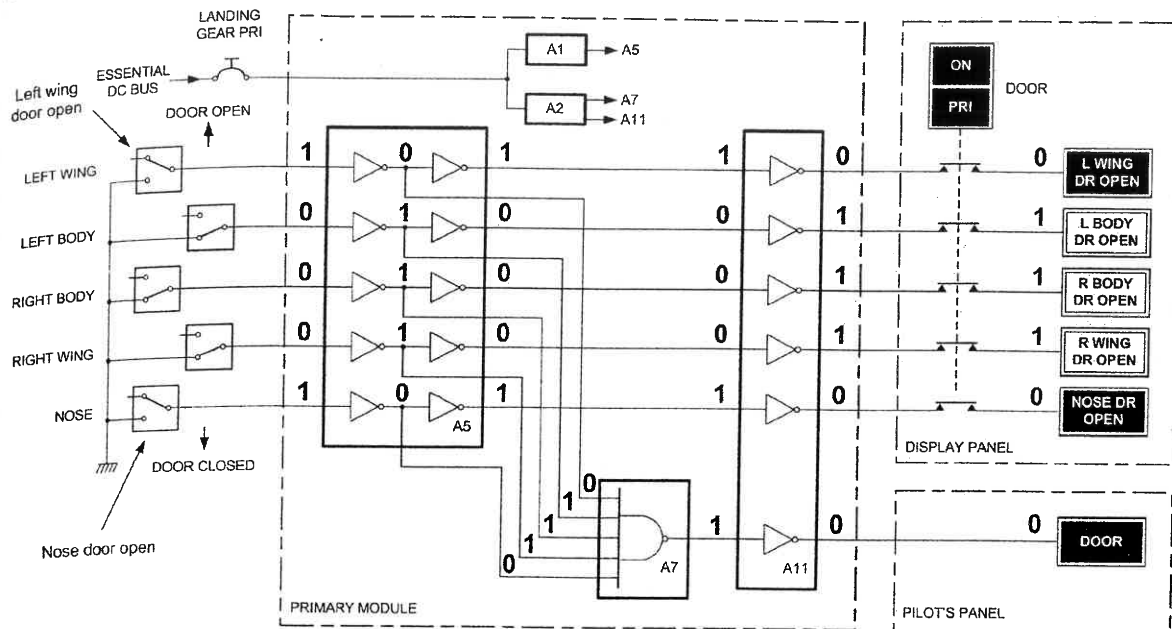 LANDING
GEAR PRI
ESSENTIAL
DC BUS
A1
A5
A2
A7
A11
ON
PRI
DOOR
Left wing
door open
DOOR OPEN
LEFT WING
1 0 1 1 0 0
L WING
DR OPEN
LEFT BODY
0 1 0 0 1 1
L BODY
DR OPEN
RIGHT BODY
0 1 0 0 1 1
R BODY
DR OPEN
RIGHT WING
0 1 0 0 1 1
R WING
DR OPEN
NOSE
1 0 1 1 0 0
NOSE DR
OPEN
A5
DISPLAY PANEL
DOOR CLOSED
Nose door open
0
1
1
1
0
A7
1 0 0
DOOR
A11
PRIMARY MODULE
PILOT'S PANEL